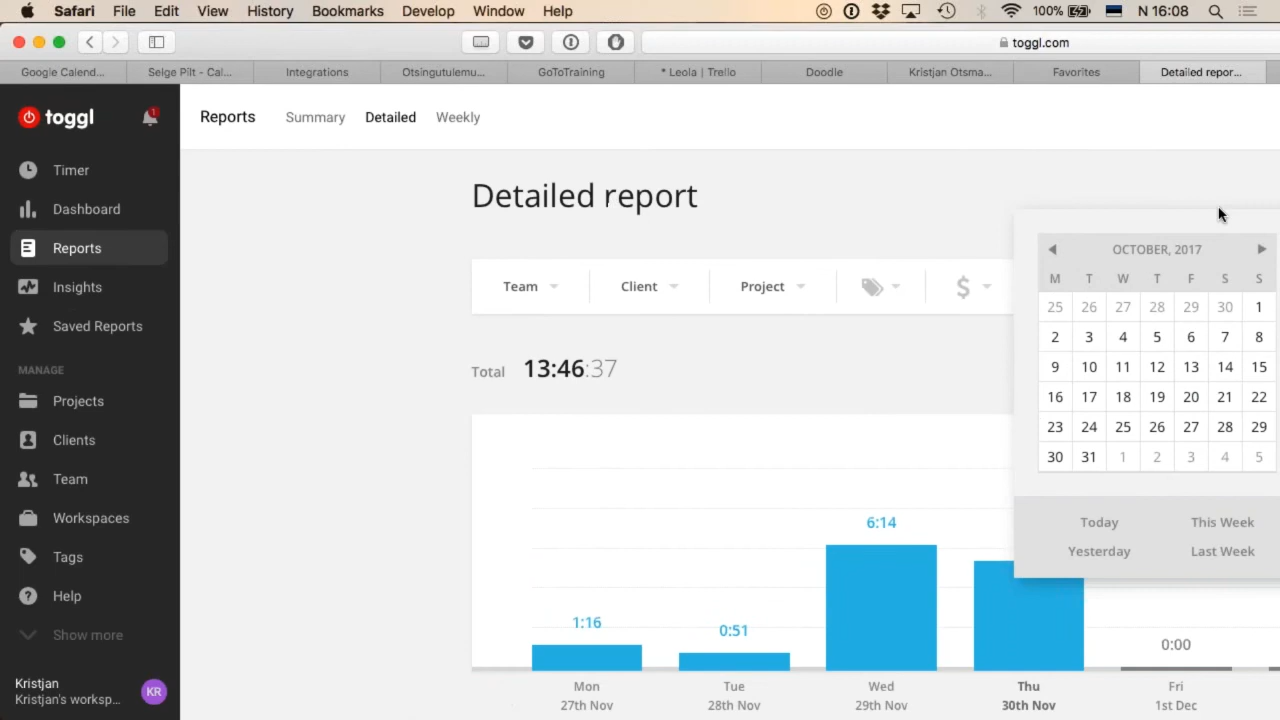 Safari File Edit View History Bookmarks Develop Window Help 100% N 16:08
toggl.com
Google Calend... Selge Pilt - Cal... Integrations Otsingutulemu... GoToTraining * Leola | Trello Doodle Kristjan Otsma... Favorites Detailed repor...
toggl 1
Reports Summary Detailed Weekly
Timer
Dashboard
Reports
Insights
Saved Reports
MANAGE
Projects
Clients
Team
Workspaces
Tags
Help
Show more
Kristjan
Kristjan's worksp...
KR
Detailed report
Team Client Project $
Total 13:46:37
OCTOBER, 2017
M T W T F S S
25 26 27 28 29 30 1
2 3 4 5 6 7 8
9 10 11 12 13 14 15
16 17 18 19 20 21 22
23 24 25 26 27 28 29
30 31 1 2 3 4 5
Today This Week
Yesterday Last Week
1:16 0:51 6:14 0:00
Mon Tue Wed Thu Fri
27th Nov 28th Nov 29th Nov 30th Nov 1st Dec